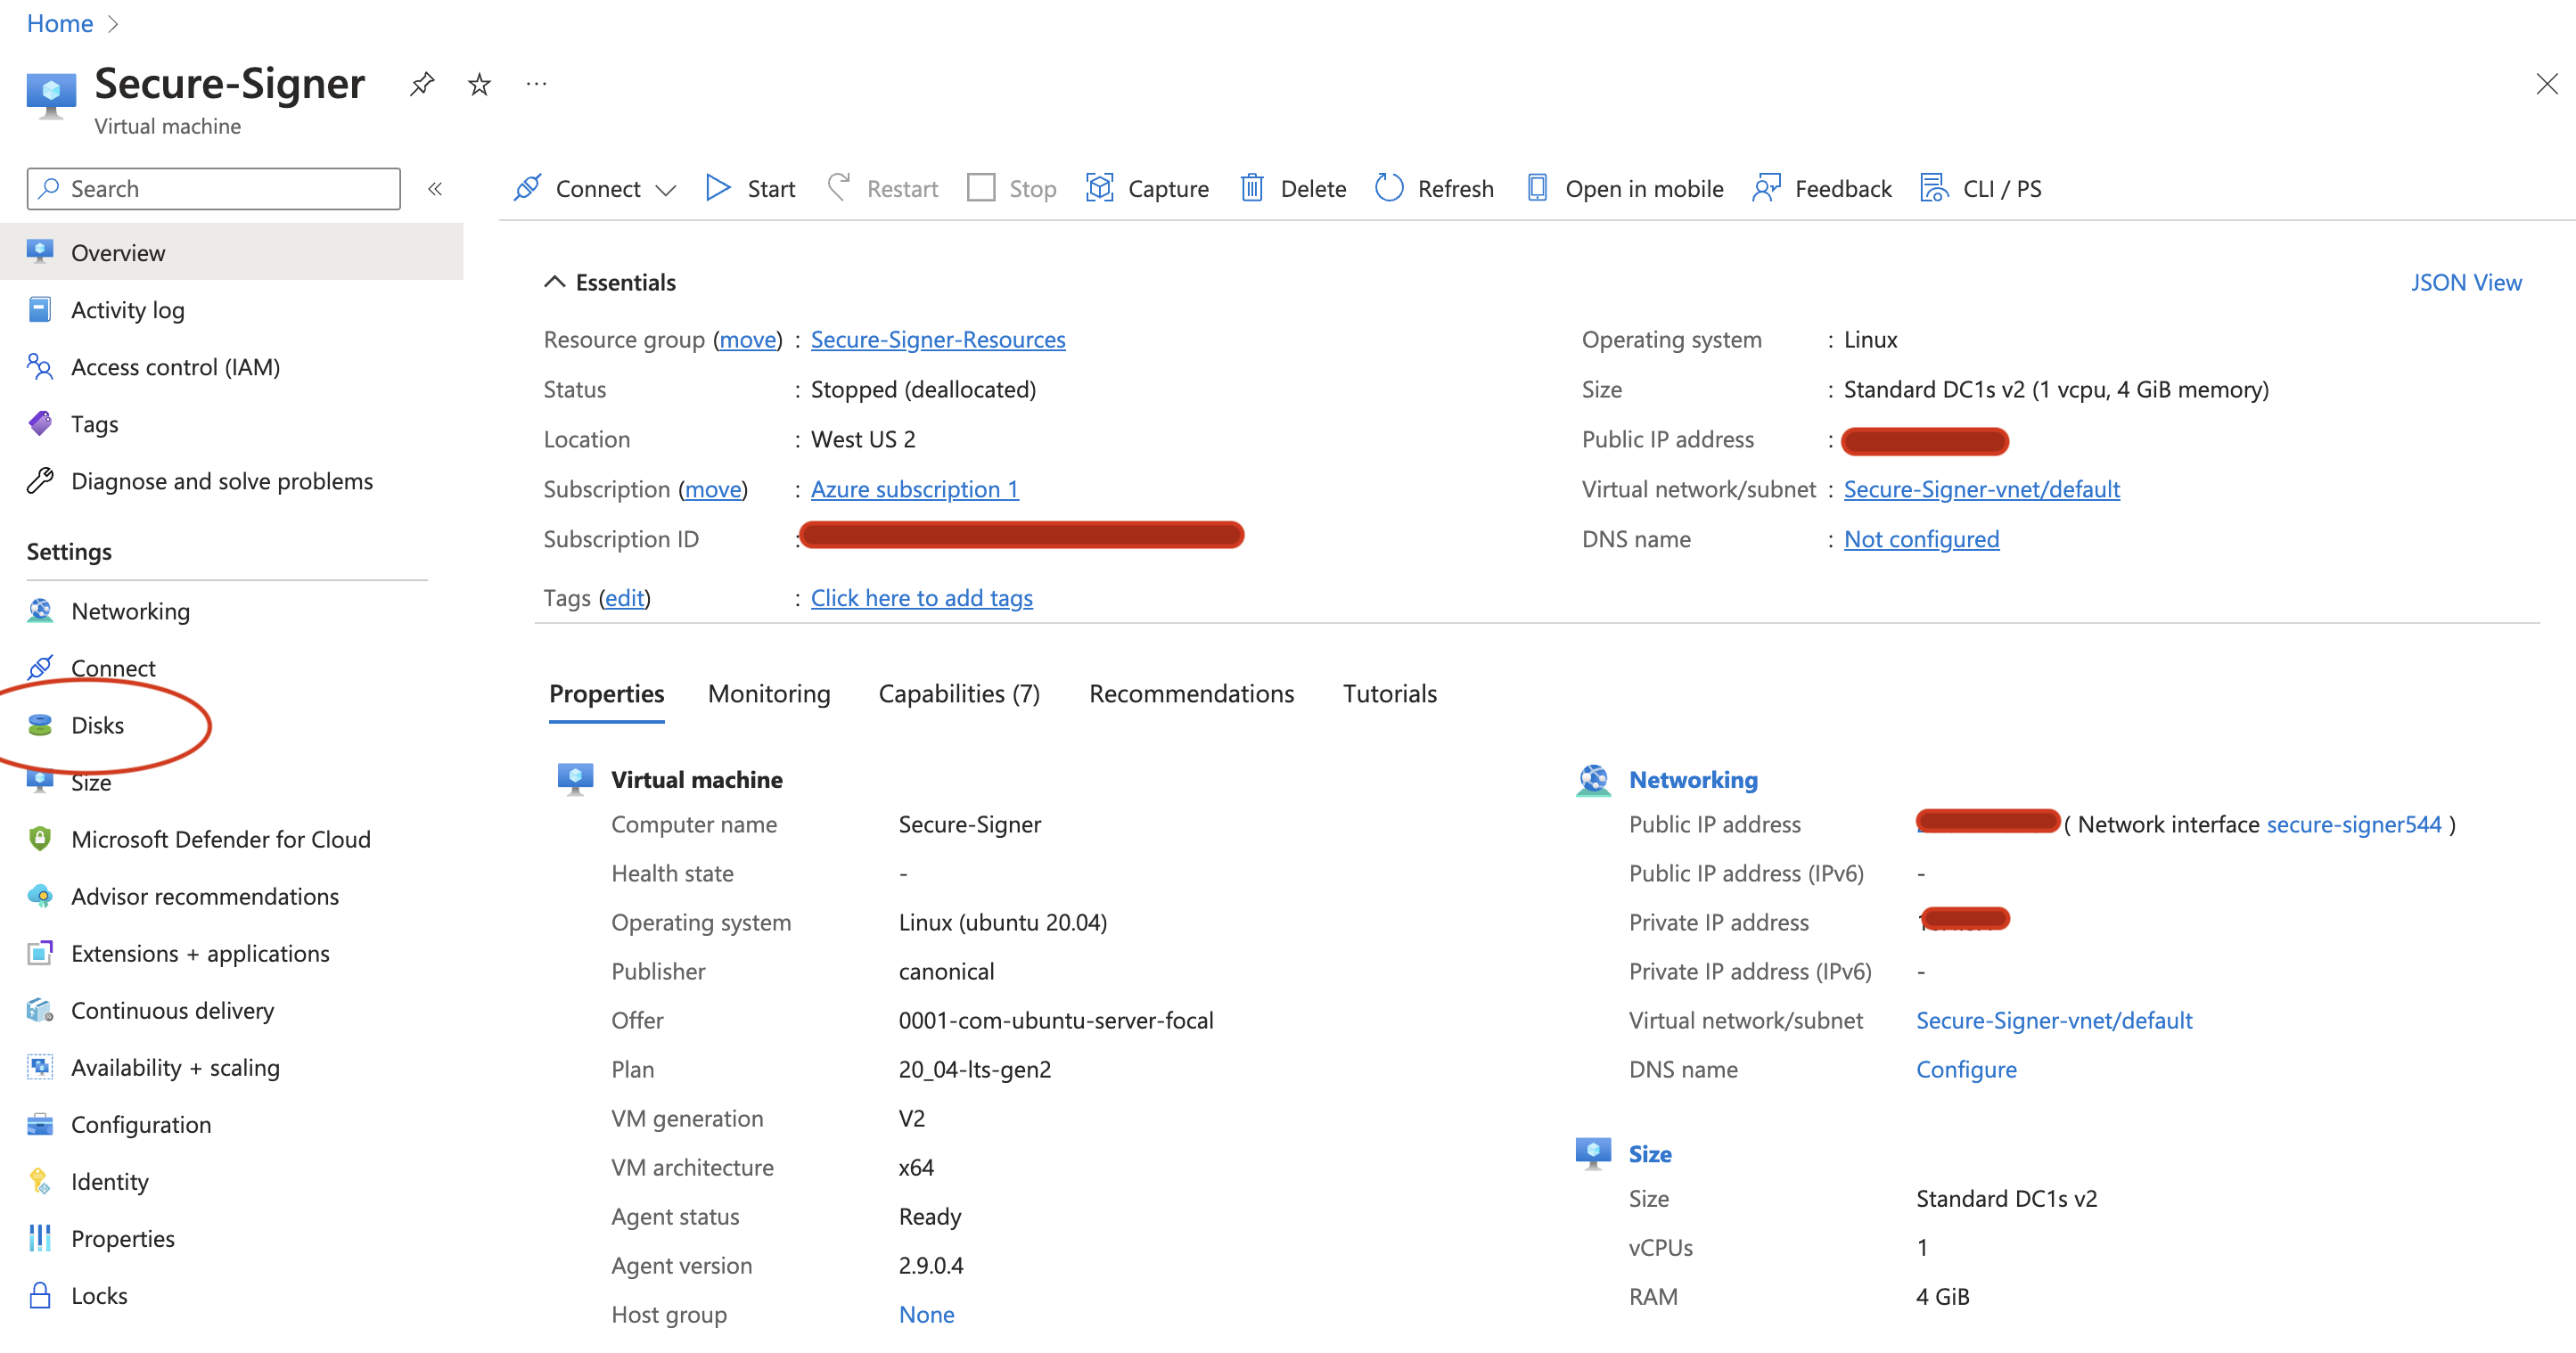 Home
Secure-Signer
Virtual machine
Search
Connect Start Restart Stop Capture Delete Refresh Open in mobile Feedback CLI / PS
Overview
Activity log
Access control (IAM)
Tags
Diagnose and solve problems
Settings
Networking
Connect
Disks
Size
Microsoft Defender for Cloud
Advisor recommendations
Extensions + applications
Continuous delivery
Availability + scaling
Configuration
Identity
Properties
Locks
Essentials
JSON View
Resource group (move) : Secure-Signer-Resources
Status : Stopped (deallocated)
Location : West US 2
Subscription (move) : Azure subscription 1
Subscription ID :
Tags (edit) : Click here to add tags
Operating system : Linux
Size : Standard DC1s v2 (1 vcpu, 4 GiB memory)
Public IP address :
Virtual network/subnet : Secure-Signer-vnet/default
DNS name : Not configured
Properties Monitoring Capabilities (7) Recommendations Tutorials
Virtual machine
Computer name Secure-Signer
Health state -
Operating system Linux (ubuntu 20.04)
Publisher canonical
Offer 0001-com-ubuntu-server-focal
Plan 20_04-lts-gen2
VM generation V2
VM architecture x64
Agent status Ready
Agent version 2.9.0.4
Host group None
Networking
Public IP address ( Network interface secure-signer544 )
Public IP address (IPv6) -
Private IP address
Private IP address (IPv6) -
Virtual network/subnet Secure-Signer-vnet/default
DNS name Configure
Size
Size Standard DC1s v2
vCPUs 1
RAM 4 GiB